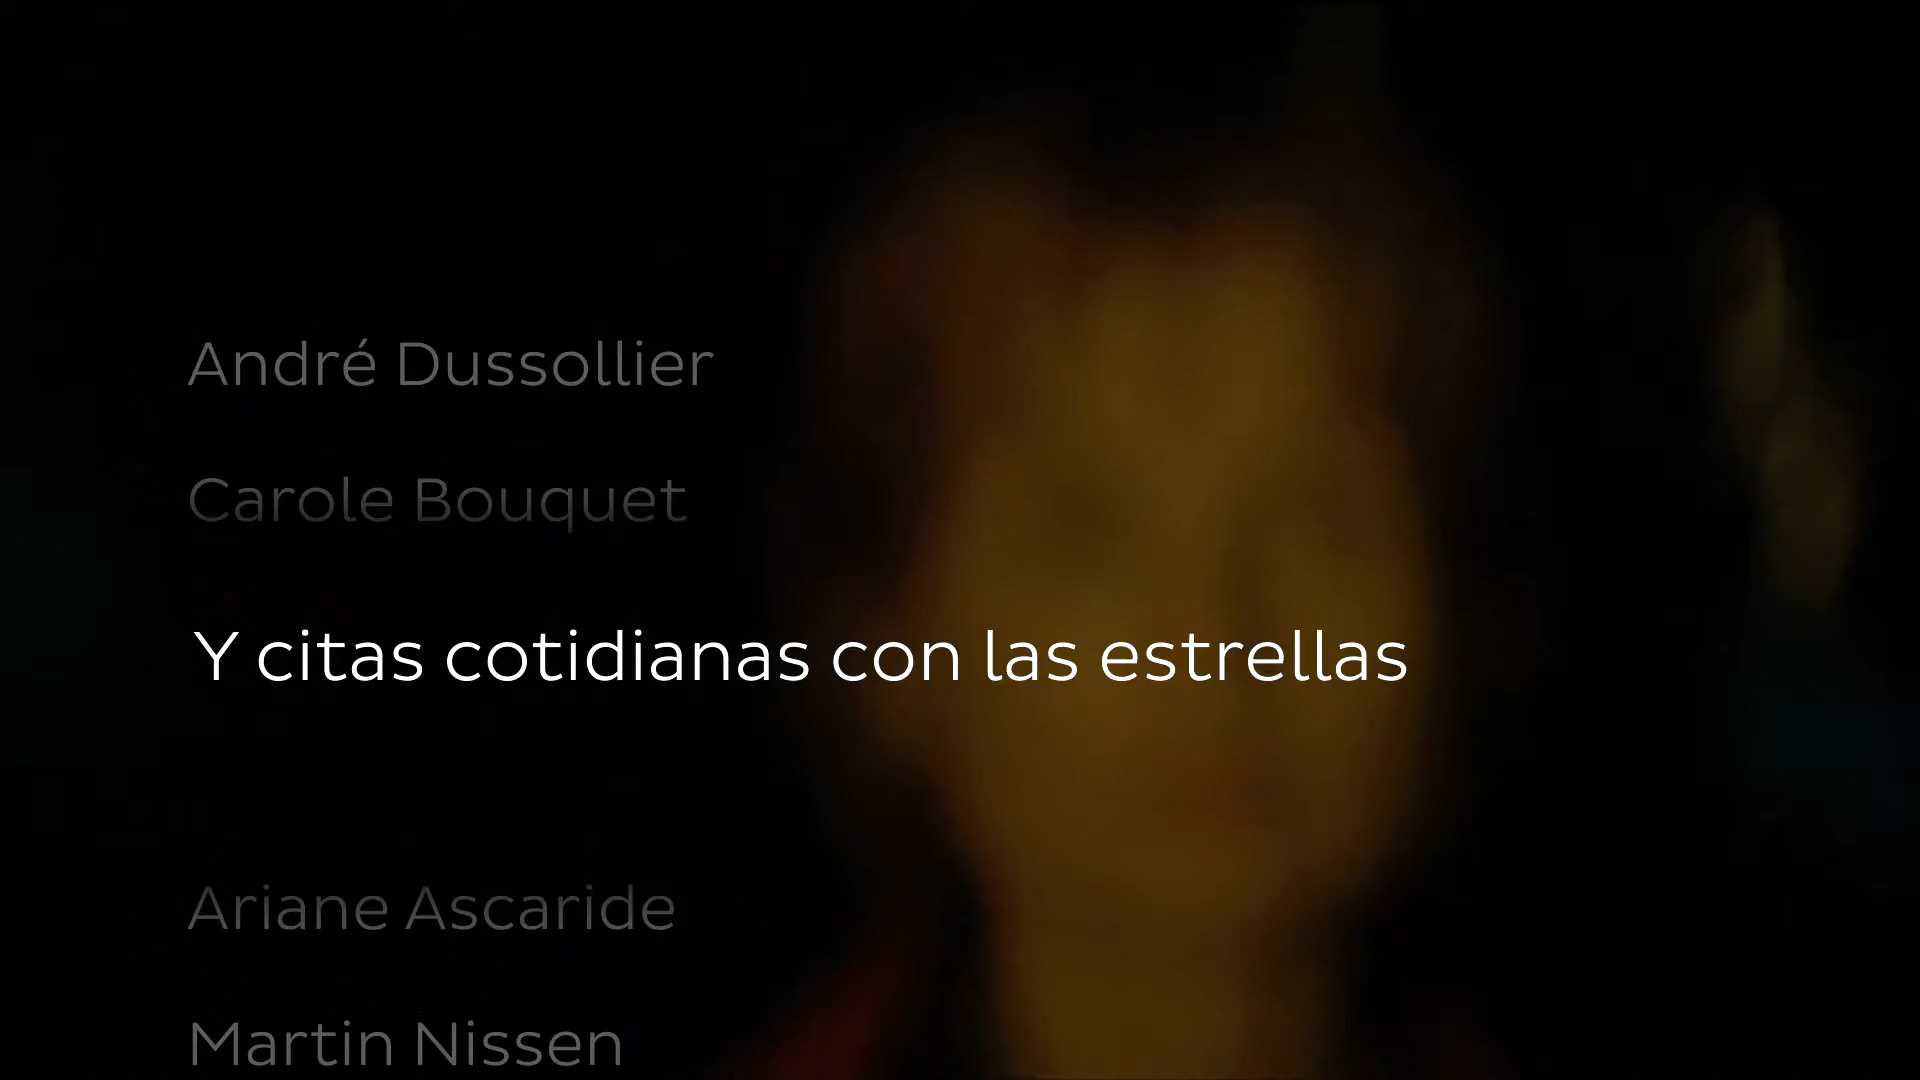 André Dussollier
Carole Bouquet
Y citas cotidianas con las estrellas
Ariane Ascaride
Martin Nissen